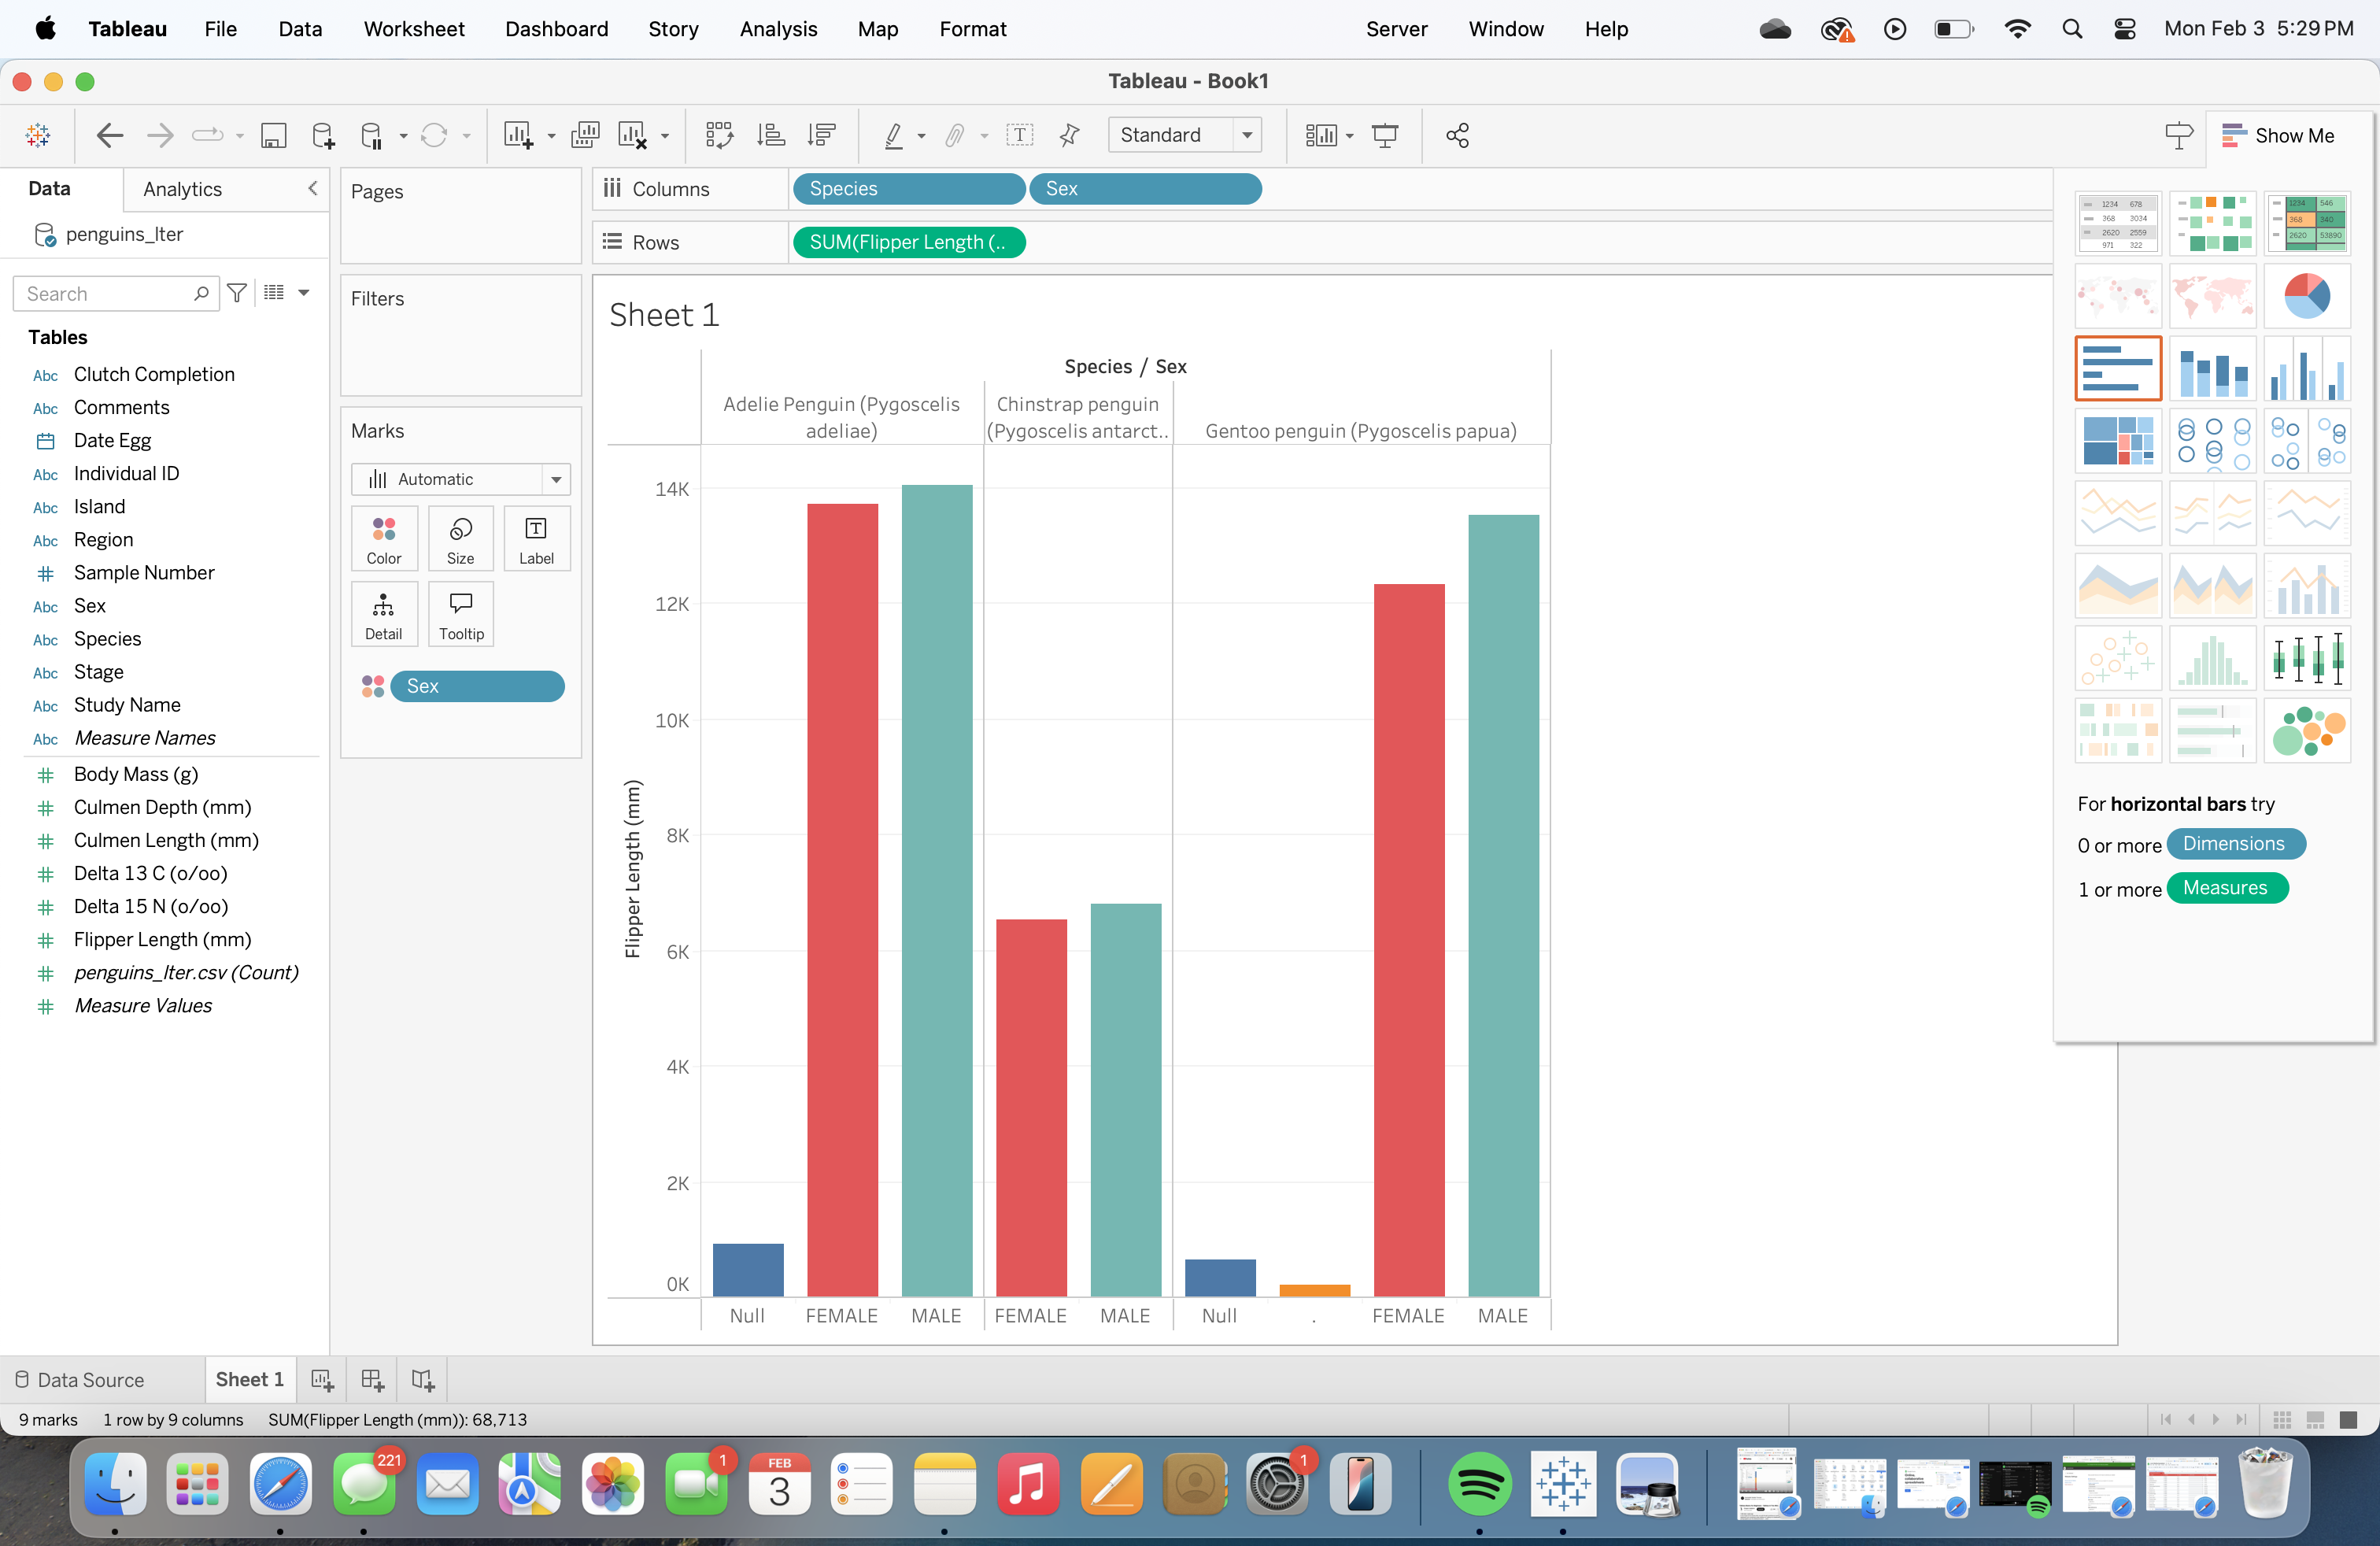 Tableau File Data Worksheet Dashboard Story Analysis Map Format Server Window Help Mon Feb 3 5:29 PM
Tableau - Book1
Standard
Show Me
Data Analytics
penguins_lter
Search
Tables
Abc Clutch Completion
Abc Comments
Date Egg
Abc Individual ID
Abc Island
Abc Region
# Sample Number
Abc Sex
Abc Species
Abc Stage
Abc Study Name
Abc Measure Names
# Body Mass (g)
# Culmen Depth (mm)
# Culmen Length (mm)
# Delta 13 C (o/oo)
# Delta 15 N (o/oo)
# Flipper Length (mm)
# penguins_lter.csv (Count)
# Measure Values
Pages
Filters
Marks
Automatic
Color Size Label
Detail Tooltip
Sex
Columns Species Sex
Rows SUM(Flipper Length (..
Sheet 1
Species / Sex
Adelie Penguin (Pygoscelis
adeliae)
Chinstrap penguin
(Pygoscelis antarct..
Gentoo penguin (Pygoscelis papua)
Flipper Length (mm)
14K
12K
10K
8K
6K
4K
2K
0K
Null FEMALE MALE FEMALE MALE Null . FEMALE MALE
1234 678
368 3034
2620 2559
971 322
1234 546
368 340
2620 53890
For horizontal bars try
0 or more Dimensions
1 or more Measures
Data Source Sheet 1
9 marks 1 row by 9 columns SUM(Flipper Length (mm)): 68,713
221
1
FEB
3
1